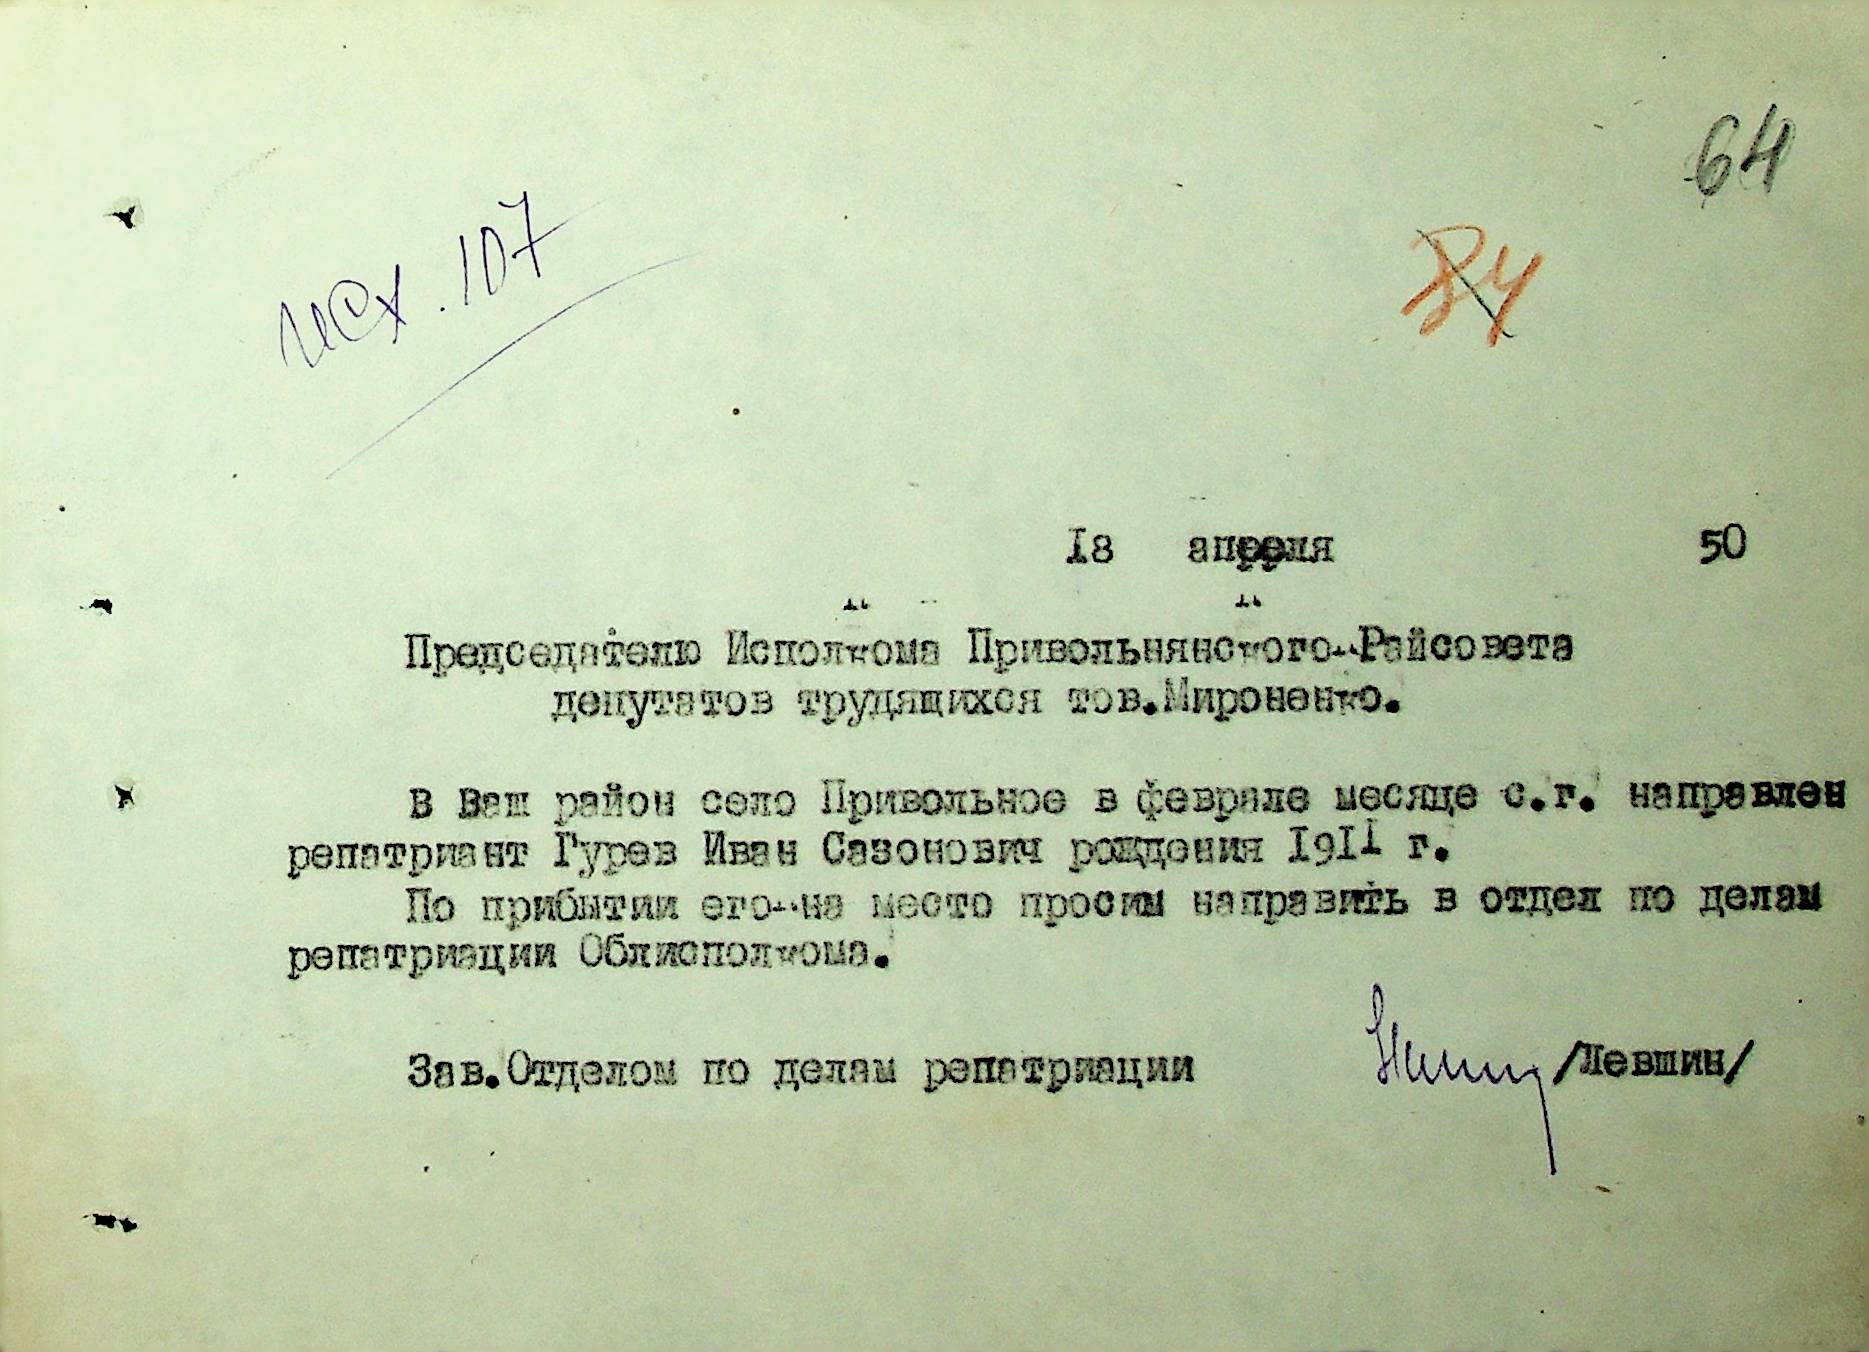 64
84
исх. 107
18 апреля 50
Председателю Исполкома Привольнянского Райсовета
депутатов трудящихся тов.Мироненко.
В Ваш район село Привольное в феврале месяце с.г. направлен
репатриант Гурев Иван Сазонович рождения 1911 г.
По прибытии его на место просим направить в отдел по делам
репатриации Облисполкома.
Зав.Отделом по делам репатриации /Левшин/